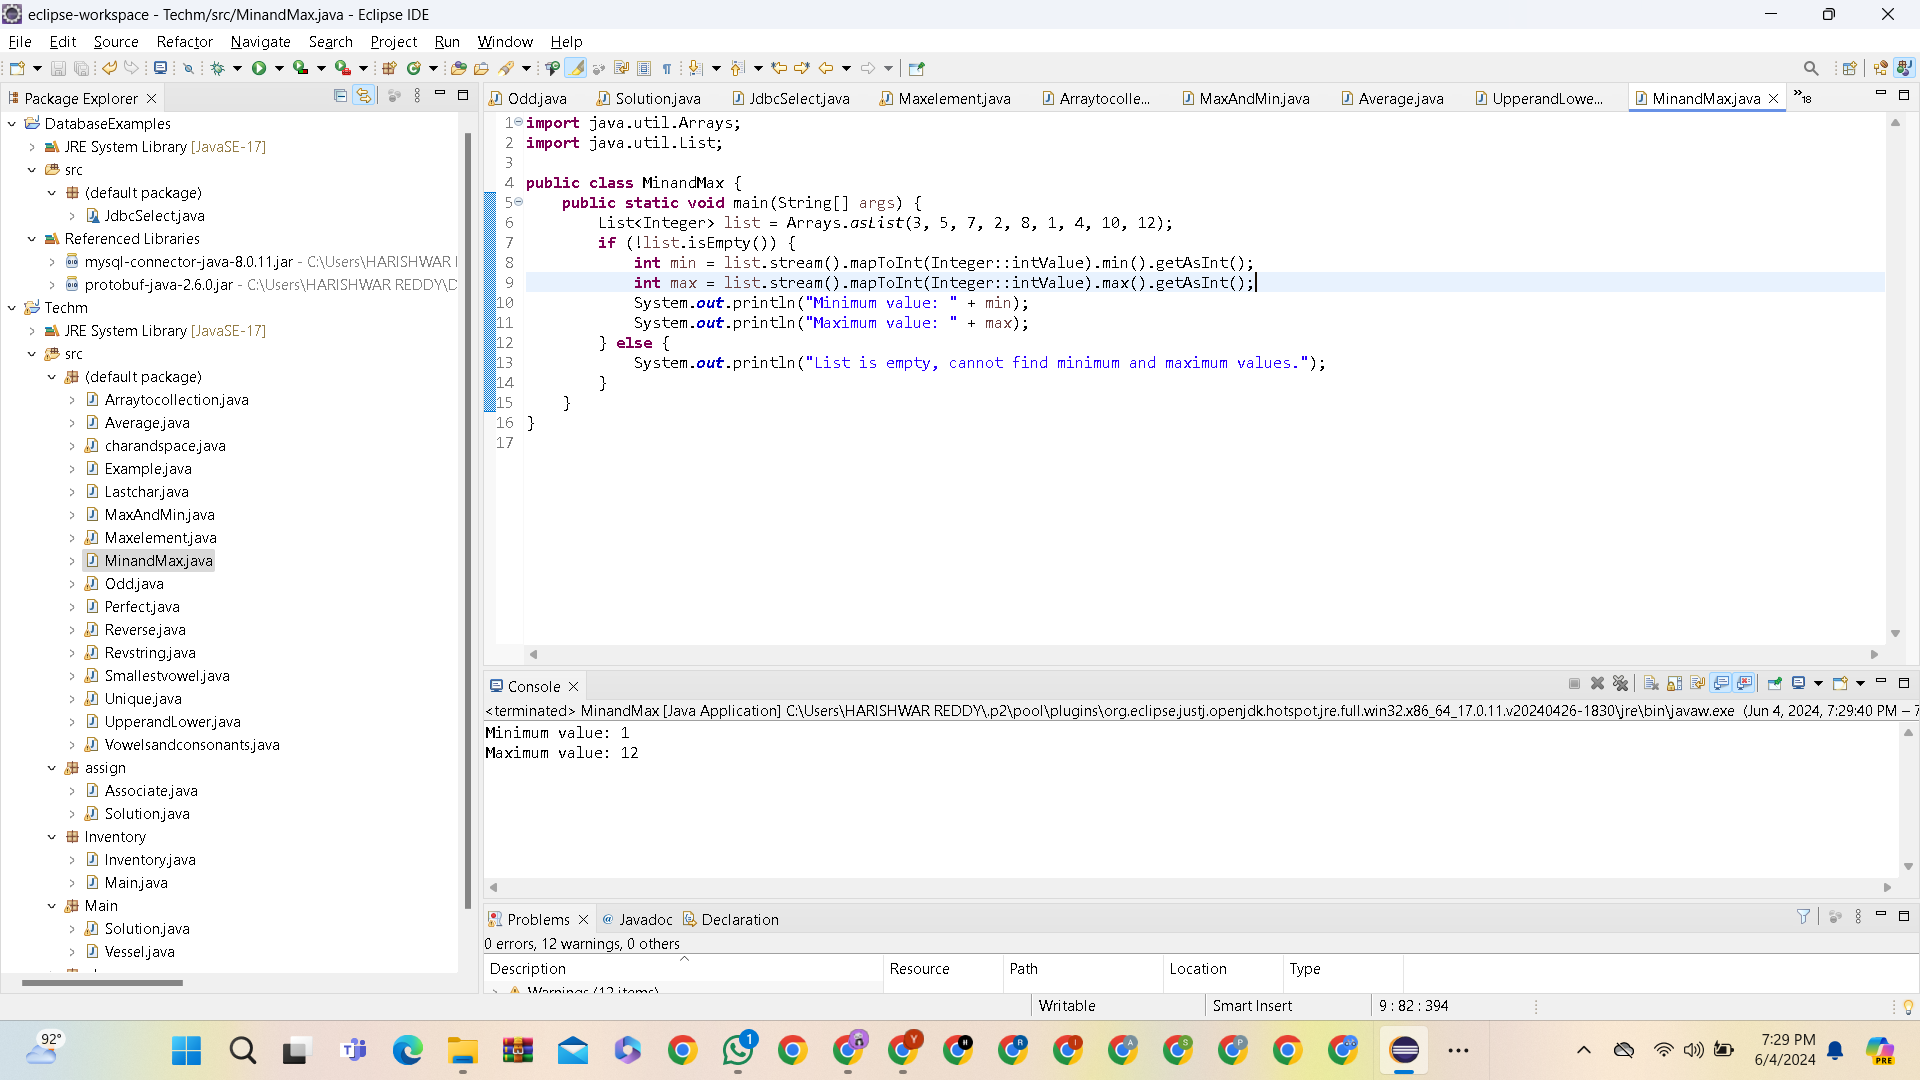 eclipse-workspace - Techm/src/MinandMax.java - Eclipse IDE
File Edit Source Refactor Navigate Search Project Run Window Help
Package Explorer
DatabaseExamples
JRE System Library [JavaSE-17]
src
(default package)
JdbcSelect.java
Referenced Libraries
mysql-connector-java-8.0.11.jar - C:\Users\HARISHWAR
protobuf-java-2.6.0.jar - C:\Users\HARISHWAR REDDY\D
Techm
JRE System Library [JavaSE-17]
src
(default package)
Arraytocollection.java
Average.java
charandspace.java
Example.java
Lastchar.java
MaxAndMin.java
Maxelement.java
MinandMax.java
Odd.java
Perfect.java
Reverse.java
Revstring.java
Smallestvowel.java
Unique.java
UpperandLower.java
Vowelsandconsonants.java
assign
Associate.java
Solution.java
Inventory
Inventory.java
Main.java
Main
Solution.java
Vessel.java
Odd.java Solution.java JdbcSelect.java Maxelement.java Arraytocolle... MaxAndMin.java Average.java UpperandLowe... MinandMax.java »18
1 import java.util.Arrays;
2 import java.util.List;
3
4 public class MinandMax {
5 public static void main(String[] args) {
6 List<Integer> list = Arrays.asList(3, 5, 7, 2, 8, 1, 4, 10, 12);
7 if (!list.isEmpty()) {
8 int min = list.stream().mapToInt(Integer::intValue).min().getAsInt();
9 int max = list.stream().mapToInt(Integer::intValue).max().getAsInt();
10 System.out.println("Minimum value: " + min);
11 System.out.println("Maximum value: " + max);
12 } else {
13 System.out.println("List is empty, cannot find minimum and maximum values.");
14 }
15 }
16 }
17
Console
<terminated> MinandMax [Java Application] C:\Users\HARISHWAR REDDY\.p2\pool\plugins\org.eclipse.justj.openjdk.hotspot.jre.full.win32.x86_64_17.0.11.v20240426-1830\jre\bin\javaw.exe (Jun 4, 2024, 7:29:40 PM – 7
Minimum value: 1
Maximum value: 12
Problems @ Javadoc Declaration
0 errors, 12 warnings, 0 others
Description Resource Path Location Type
Warnings (12 items)
Writable Smart Insert 9 : 82 : 394
92°
1
7:29 PM
6/4/2024
PRE